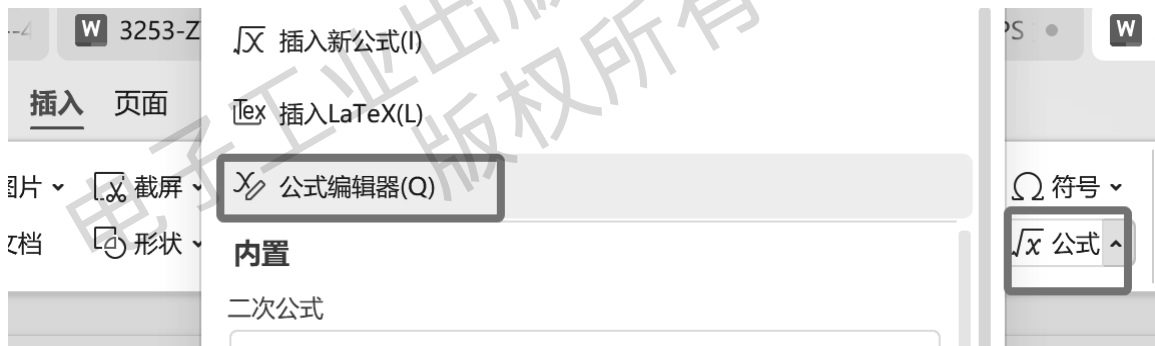 3253-Z
PS
插入 页面
插入新公式(I)
插入LaTeX(L)
公式编辑器(Q)
截屏
符号
形状
公式
内置
二次公式
电子工业出版
版权所有